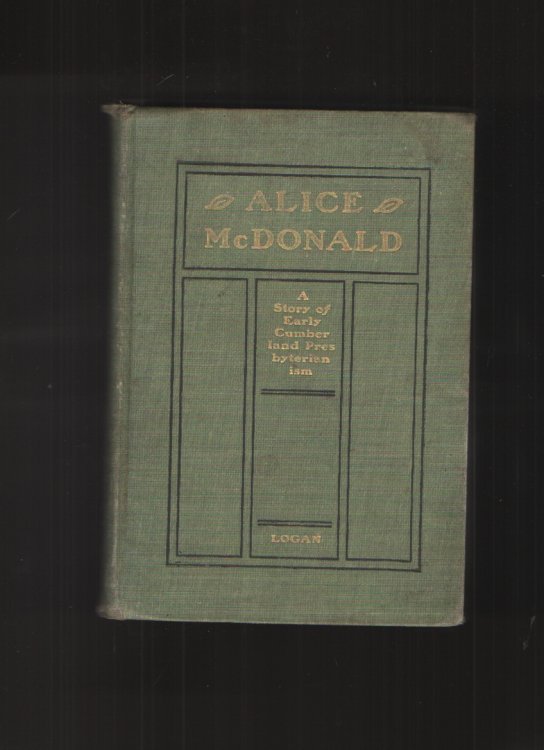 ALICE
McDONALD
A
Story of
Early
Cumber
land Pres
byterian
ism
LOGAN